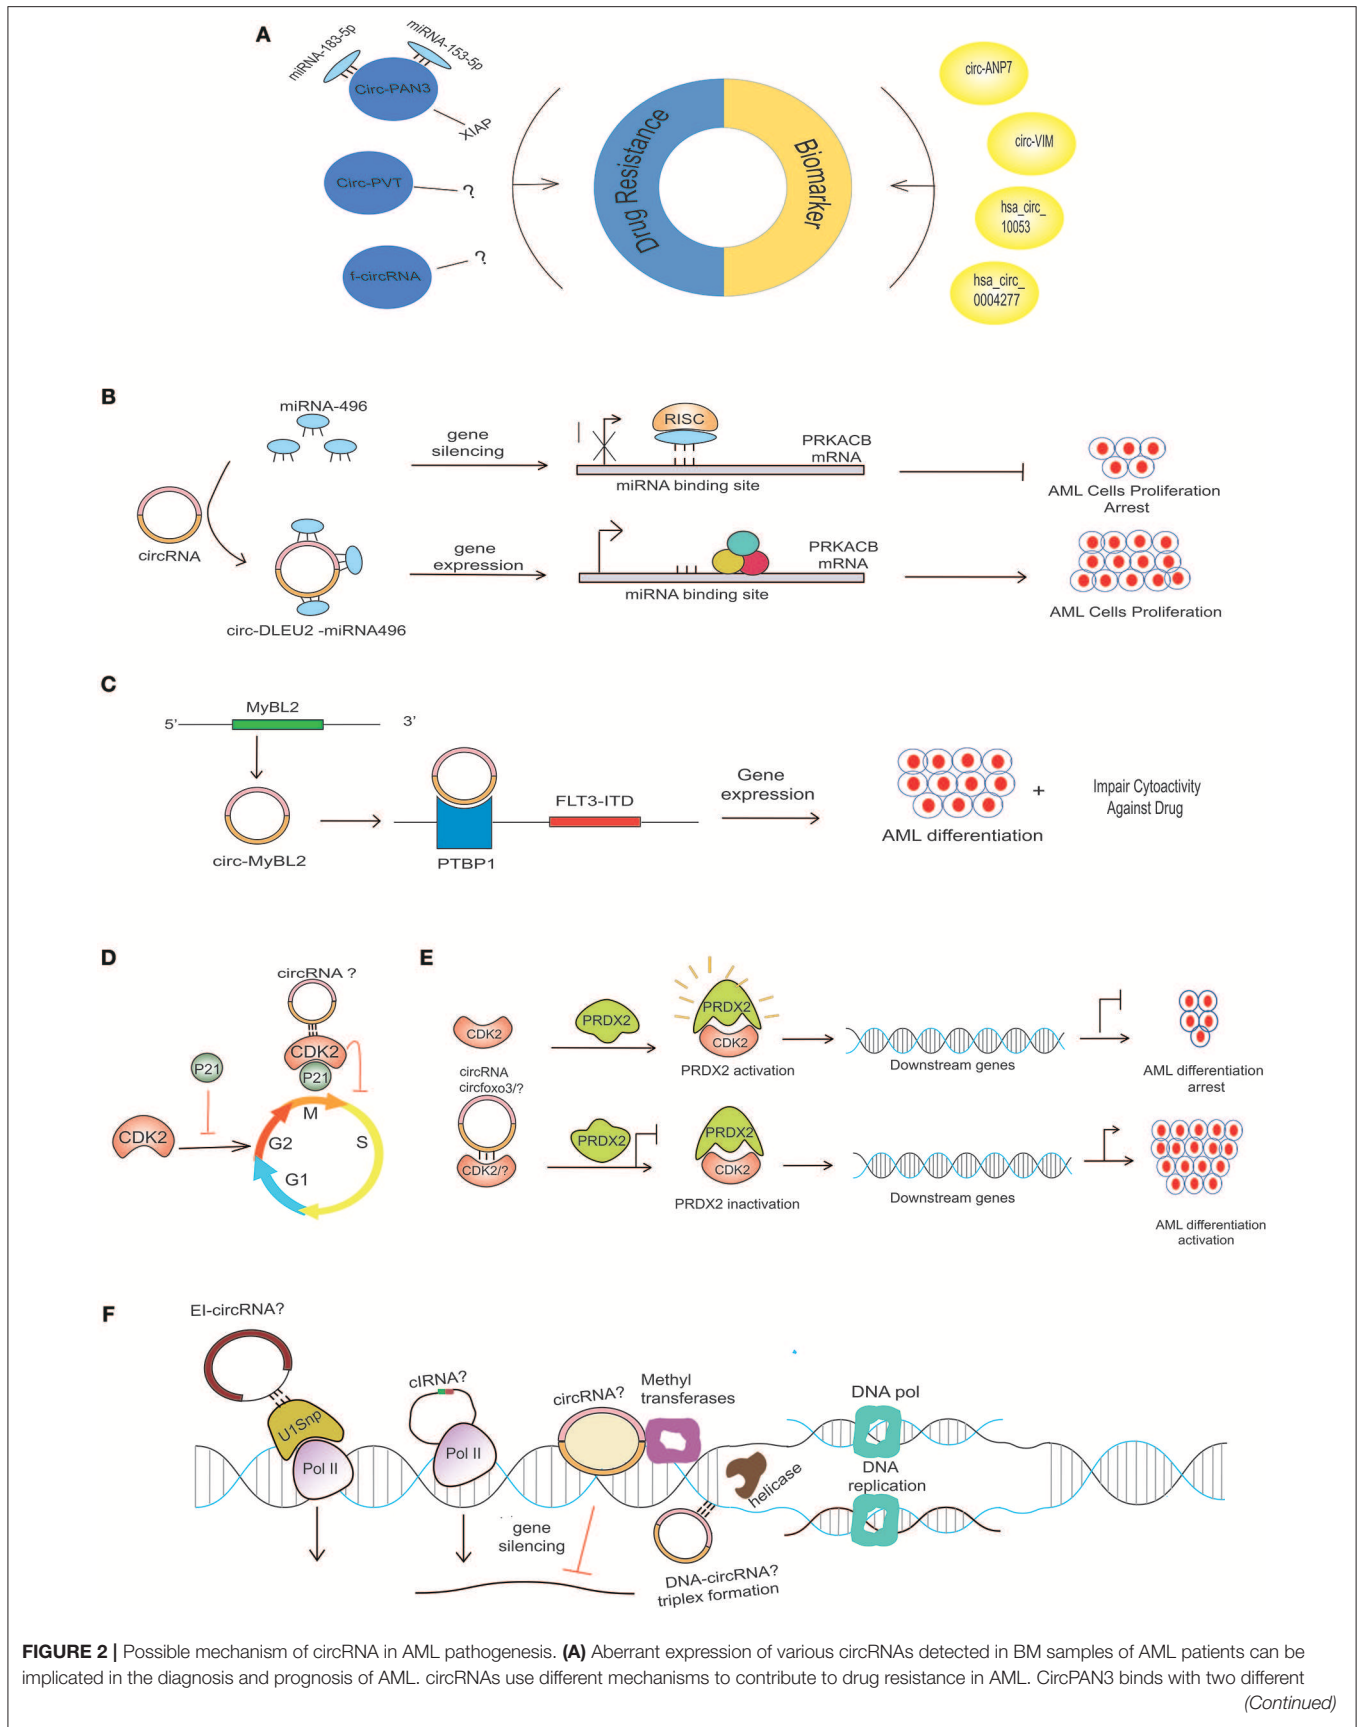 A
miRNA-183-5p
miRNA-153-5p
Circ-PAN3
XIAP
Circ-PVT
?
f-circRNA
?
Drug Resistance
Biomarker
circ-ANP7
circ-VIM
hsa_circ_
10053
hsa_circ_
0004277
B
miRNA-496
circRNA
circ-DLEU2 -miRNA496
gene
silencing
RISC
PRKACB
mRNA
miRNA binding site
AML Cells Proliferation
Arrest
gene
expression
PRKACB
mRNA
miRNA binding site
AML Cells Proliferation
C
MyBL2
5’
3’
circ-MyBL2
PTBP1
FLT3-ITD
Gene
expression
AML differentiation
+
Impair Cytoactivity
Against Drug
D
circRNA ?
CDK2
P21
P21
CDK2
M
G2
S
G1
E
CDK2
PRDX2
PRDX2
CDK2
PRDX2 activation
Downstream genes
AML differentiation
arrest
circRNA
circfoxo3/?
CDK2/?
PRDX2
PRDX2
CDK2
PRDX2 inactivation
Downstream genes
AML differentiation
activation
F
EI-circRNA?
U1Snp
Pol II
cIRNA?
Pol II
circRNA?
Methyl
transferases
gene
silencing
helicase
DNA-circRNA?
triplex formation
DNA pol
DNA
replication
FIGURE 2 | Possible mechanism of circRNA in AML pathogenesis. (A) Aberrant expression of various circRNAs detected in BM samples of AML patients can be
implicated in the diagnosis and prognosis of AML. circRNAs use different mechanisms to contribute to drug resistance in AML. CircPAN3 binds with two different
(Continued)